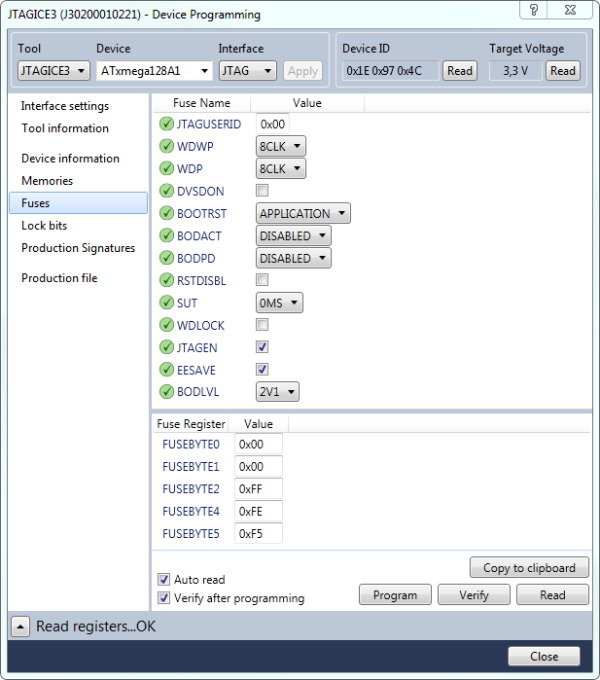 JTAGICE3 (J30200010221) - Device Programming
Tool Device Interface Device ID Target Voltage
JTAGICE3 ATxmega128A1 JTAG Apply 0x1E 0x97 0x4C Read 3,3 V Read
Interface settings
Tool information
Device information
Memories
Fuses
Lock bits
Production Signatures
Production file
Fuse Name Value
JTAGUSERID 0x00
WDWP 8CLK
WDP 8CLK
DVSDON
BOOTRST APPLICATION
BODACT DISABLED
BODPD DISABLED
RSTDISBL
SUT 0MS
WDLOCK
JTAGEN
EESAVE
BODLVL 2V1
Fuse Register Value
FUSEBYTE0 0x00
FUSEBYTE1 0x00
FUSEBYTE2 0xFF
FUSEBYTE4 0xFE
FUSEBYTE5 0xF5
Copy to clipboard
Auto read
Verify after programming
Program Verify Read
Read registers...OK
Close